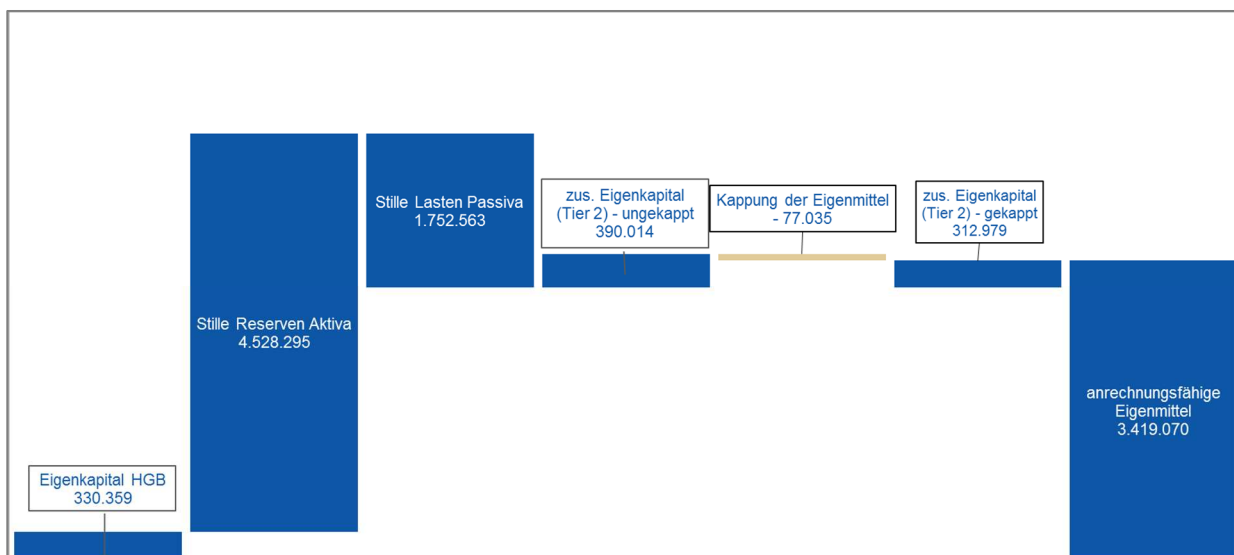 Eigenkapital HGB
330.359
Stille Reserven Aktiva
4.528.295
Stille Lasten Passiva
1.752.563
zus. Eigenkapital
(Tier 2) - ungekappt
390.014
Kappung der Eigenmittel
- 77.035
zus. Eigenkapital
(Tier 2) - gekappt
312.979
anrechnungsfähige
Eigenmittel
3.419.070